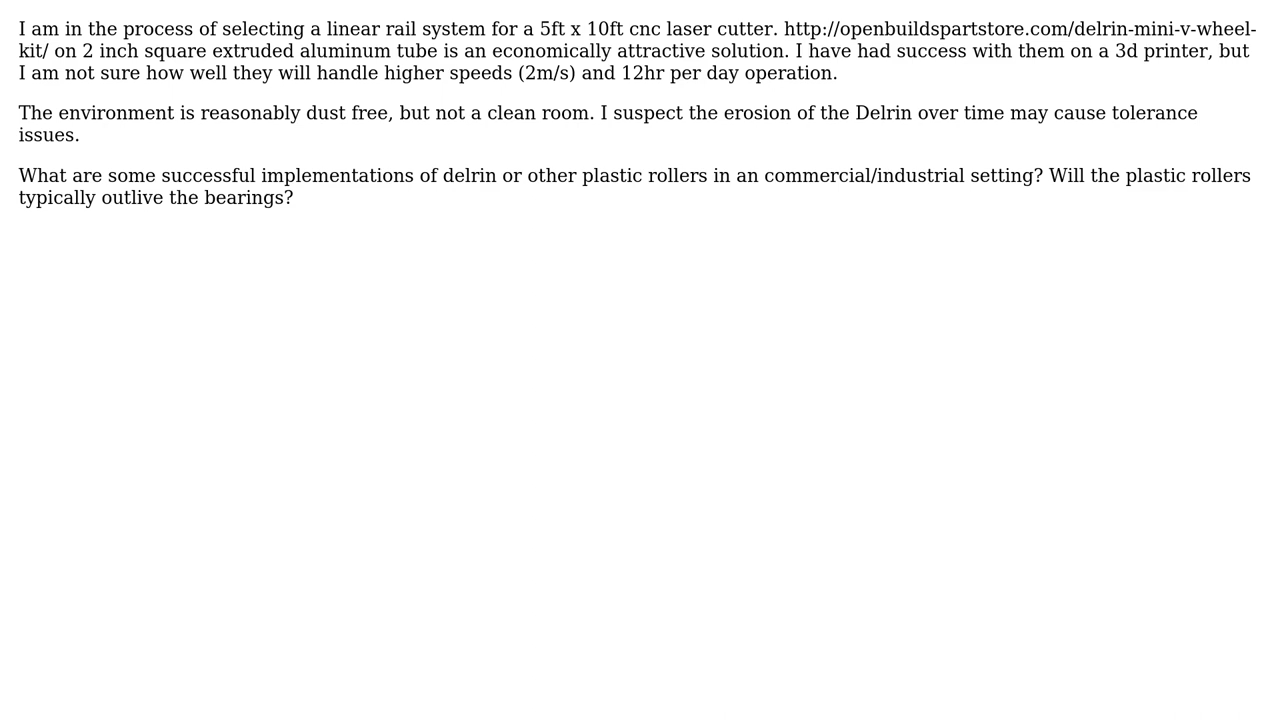 I am in the process of selecting a linear rail system for a 5ft x 10ft cnc laser cutter. http://openbuildspartstore.com/delrin-mini-v-wheel-
kit/ on 2 inch square extruded aluminum tube is an economically attractive solution. I have had success with them on a 3d printer, but
I am not sure how well they will handle higher speeds (2m/s) and 12hr per day operation.
The environment is reasonably dust free, but not a clean room. I suspect the erosion of the Delrin over time may cause tolerance
issues.
What are some successful implementations of delrin or other plastic rollers in an commercial/industrial setting? Will the plastic rollers
typically outlive the bearings?